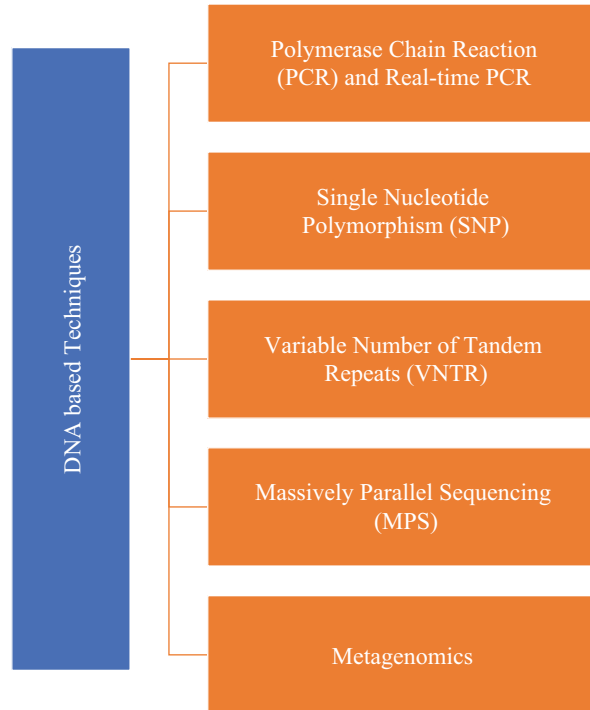 DNA based Techniques
Polymerase Chain Reaction
(PCR) and Real-time PCR
Single Nucleotide
Polymorphism (SNP)
Variable Number of Tandem
Repeats (VNTR)
Massively Parallel Sequencing
(MPS)
Metagenomics